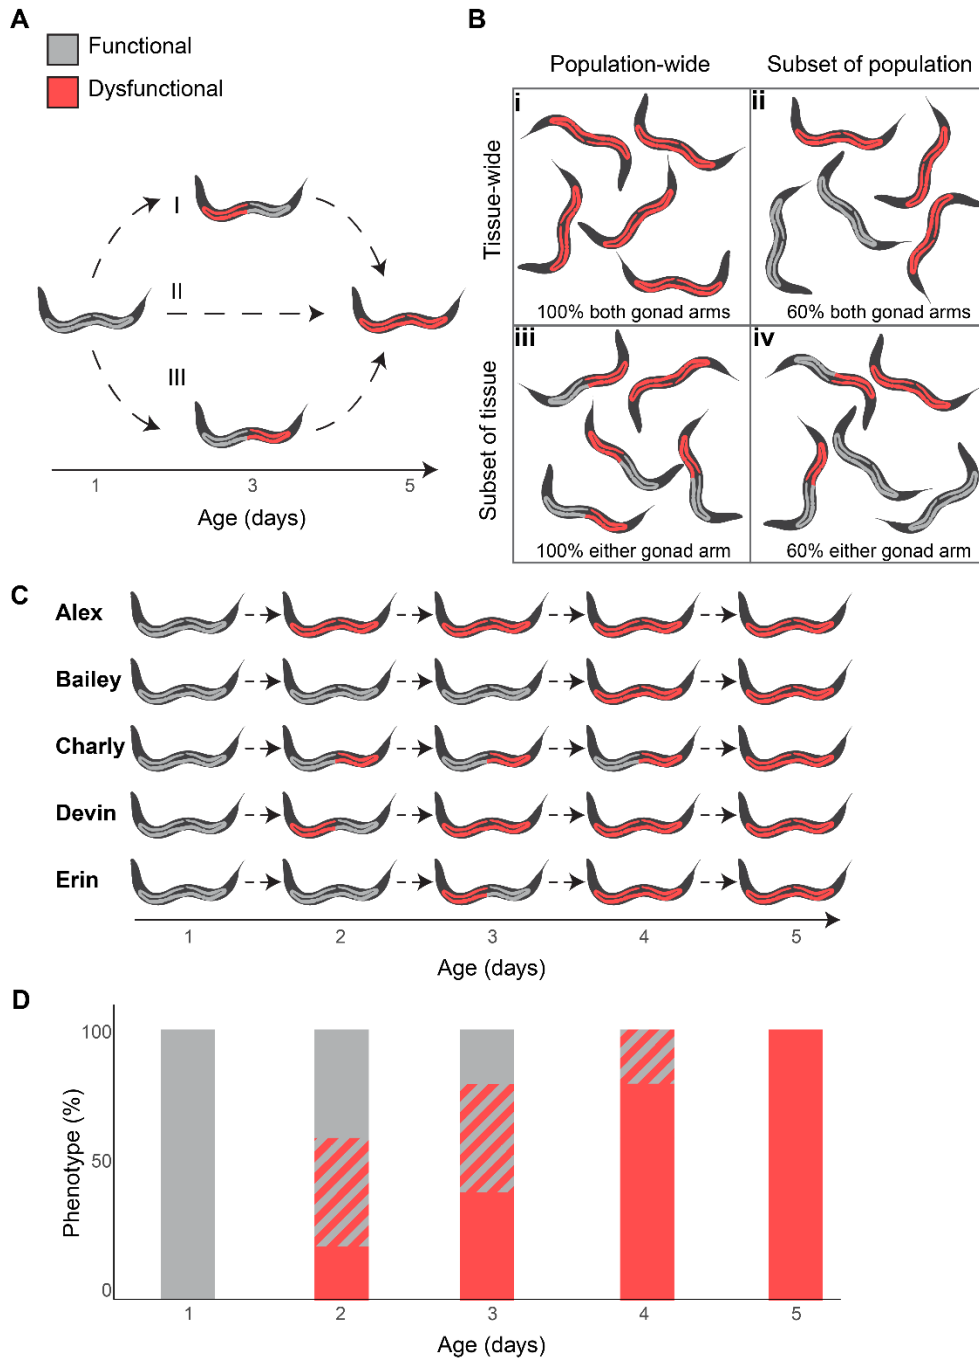 A
Functional
Dysfunctional
I
II
III
1 3 5
Age (days)
B
Population-wide Subset of population
Tissue-wide
Subset of tissue
i
100% both gonad arms
ii
60% both gonad arms
iii
100% either gonad arm
iv
60% either gonad arm
C
Alex
Bailey
Charly
Devin
Erin
1 2 3 4 5
Age (days)
D
Phenotype (%)
100
50
0
1 2 3 4 5
Age (days)